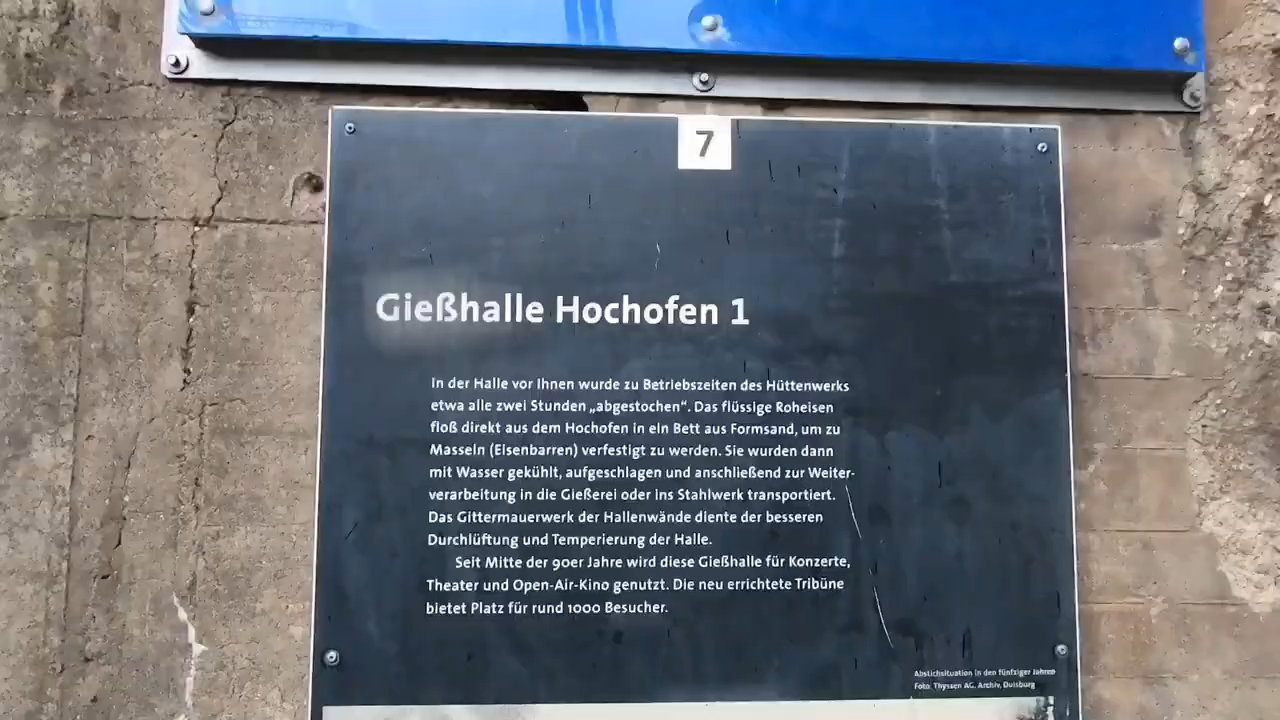 7
Gießhalle Hochofen 1
In der Halle vor Ihnen wurde zu Betriebszeiten des Hüttenwerks
etwa alle zwei Stunden „abgestochen“. Das flüssige Roheisen
floß direkt aus dem Hochofen in ein Bett aus Formsand, um zu
Masseln (Eisenbarren) verfestigt zu werden. Sie wurden dann
mit Wasser gekühlt, aufgeschlagen und anschließend zur Weiter-
verarbeitung in die Gießerei oder ins Stahlwerk transportiert.
Das Gittermauerwerk der Hallenwände diente der besseren
Durchlüftung und Temperierung der Halle.
Seit Mitte der 90er Jahre wird diese Gießhalle für Konzerte,
Theater und Open-Air-Kino genutzt. Die neu errichtete Tribüne
bietet Platz für rund 1000 Besucher.
Abstichsituation in den fünfziger Jahren
Foto: Thyssen AG. Archiv, Duisburg